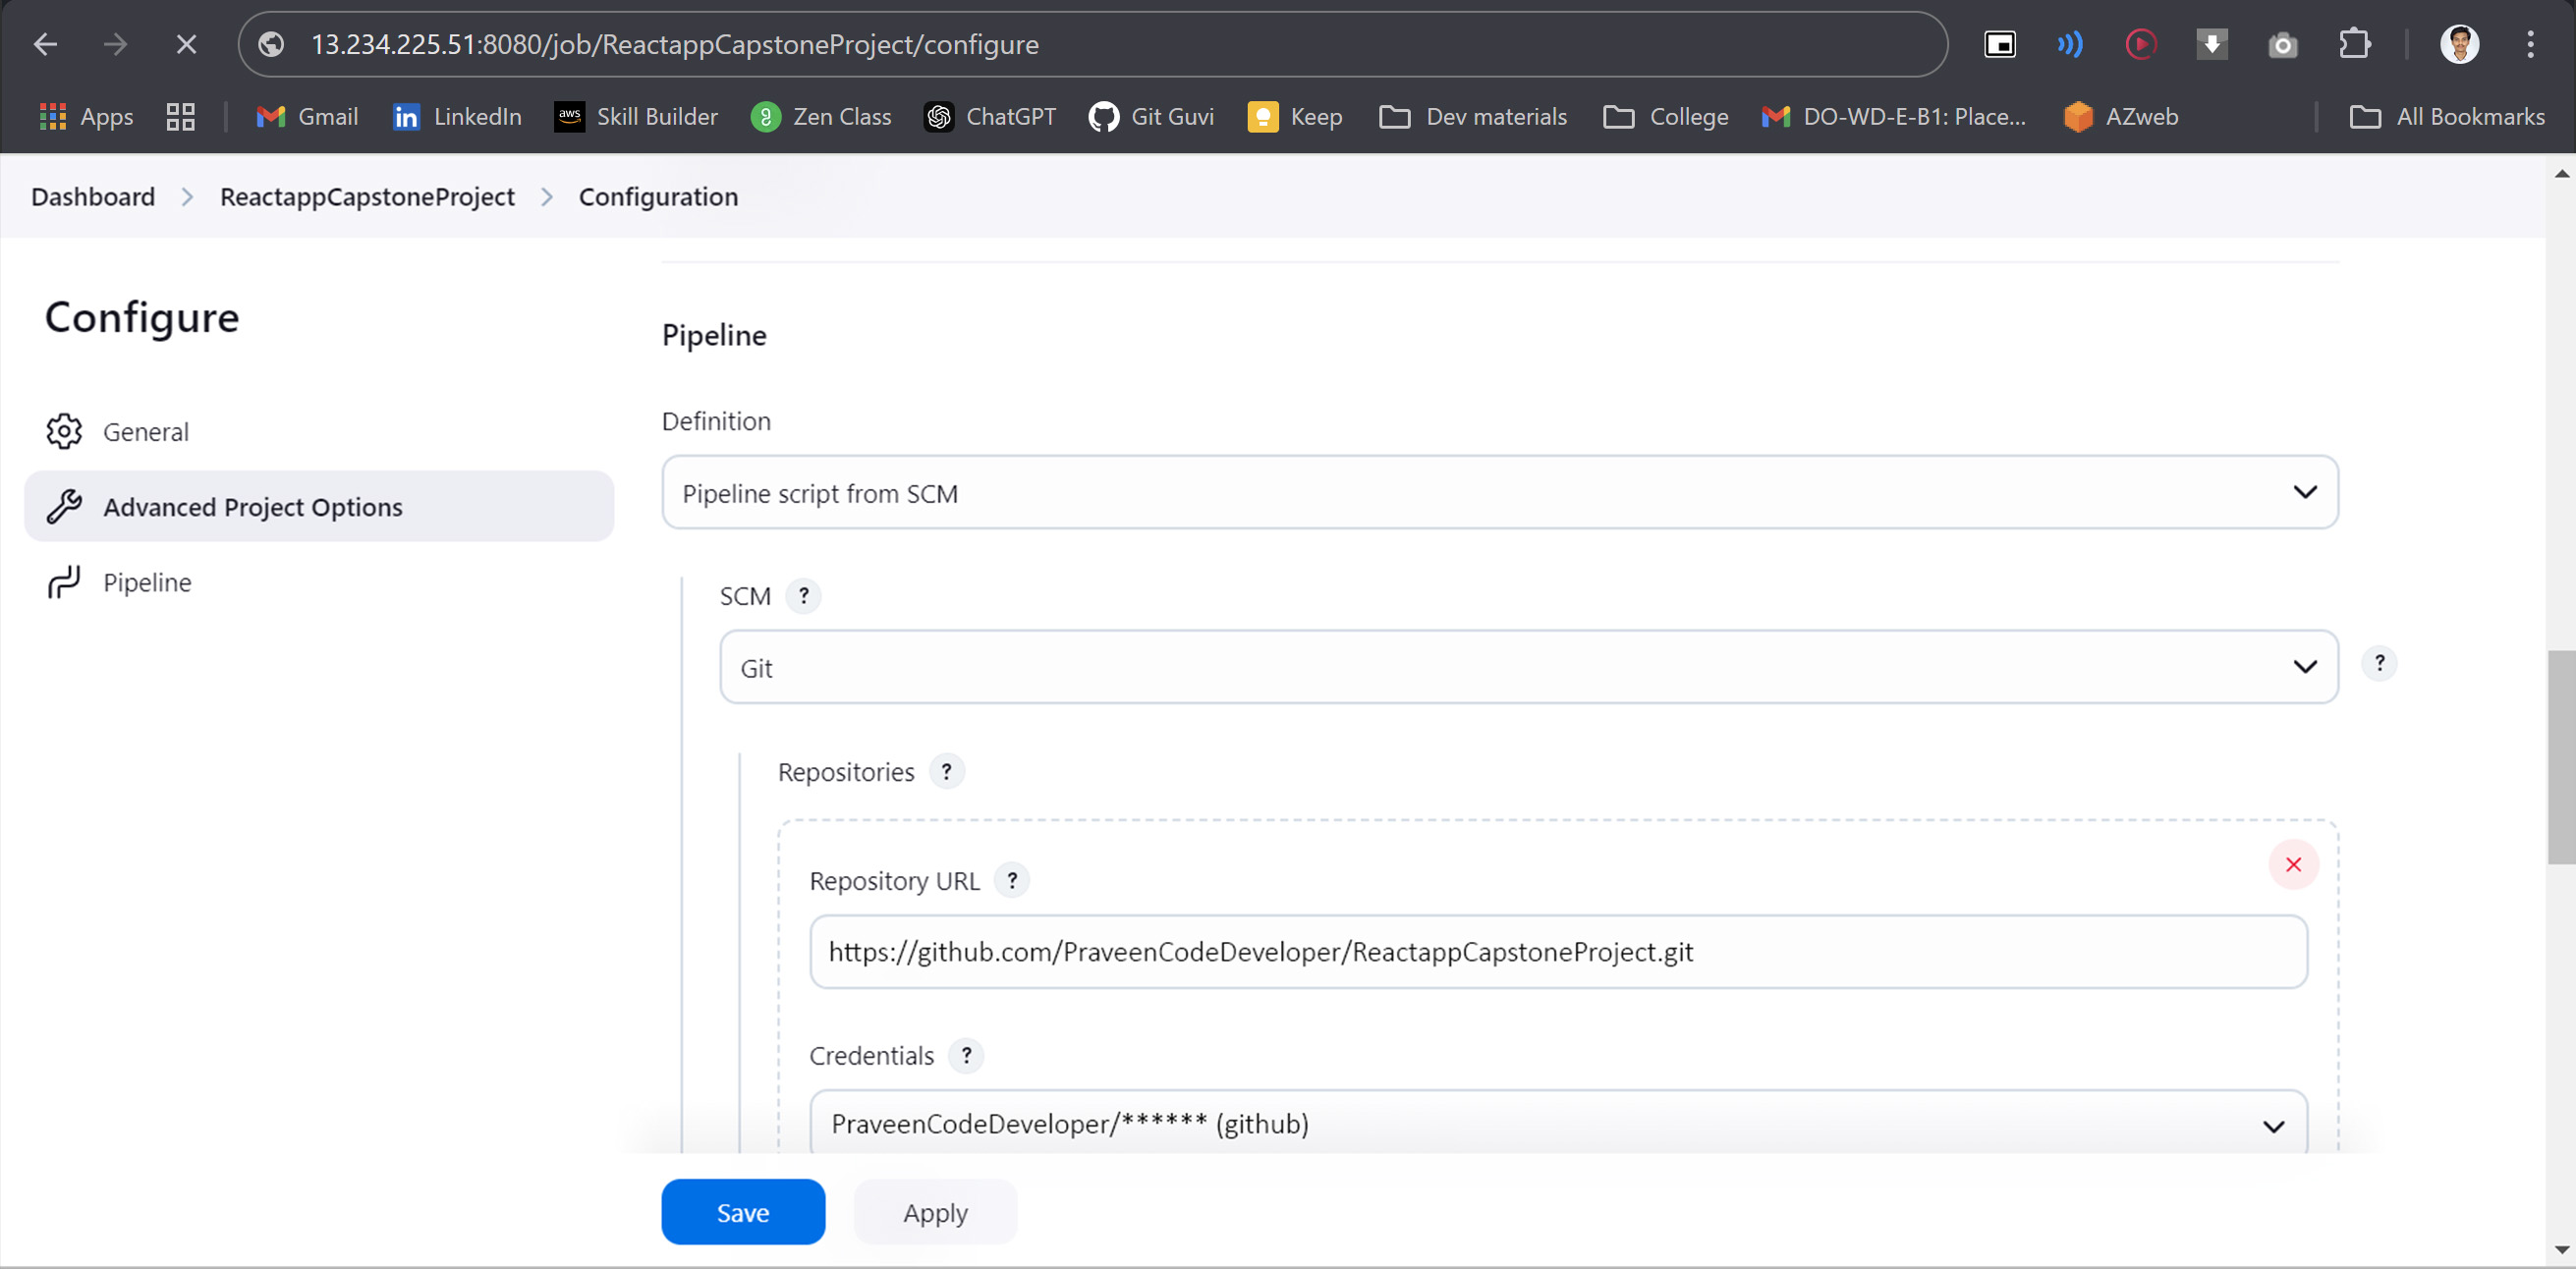 13.234.225.51:8080/job/ReactappCapstoneProject/configure
Apps Gmail LinkedIn aws Skill Builder Zen Class ChatGPT Git Guvi Keep Dev materials College DO-WD-E-B1: Place... AZweb All Bookmarks
Dashboard ReactappCapstoneProject Configuration
Configure
General
Advanced Project Options
Pipeline
Pipeline
Definition
Pipeline script from SCM
SCM ?
Git
?
Repositories ?
Repository URL ?
https://github.com/PraveenCodeDeveloper/ReactappCapstoneProject.git
Credentials ?
PraveenCodeDeveloper/****** (github)
Save Apply